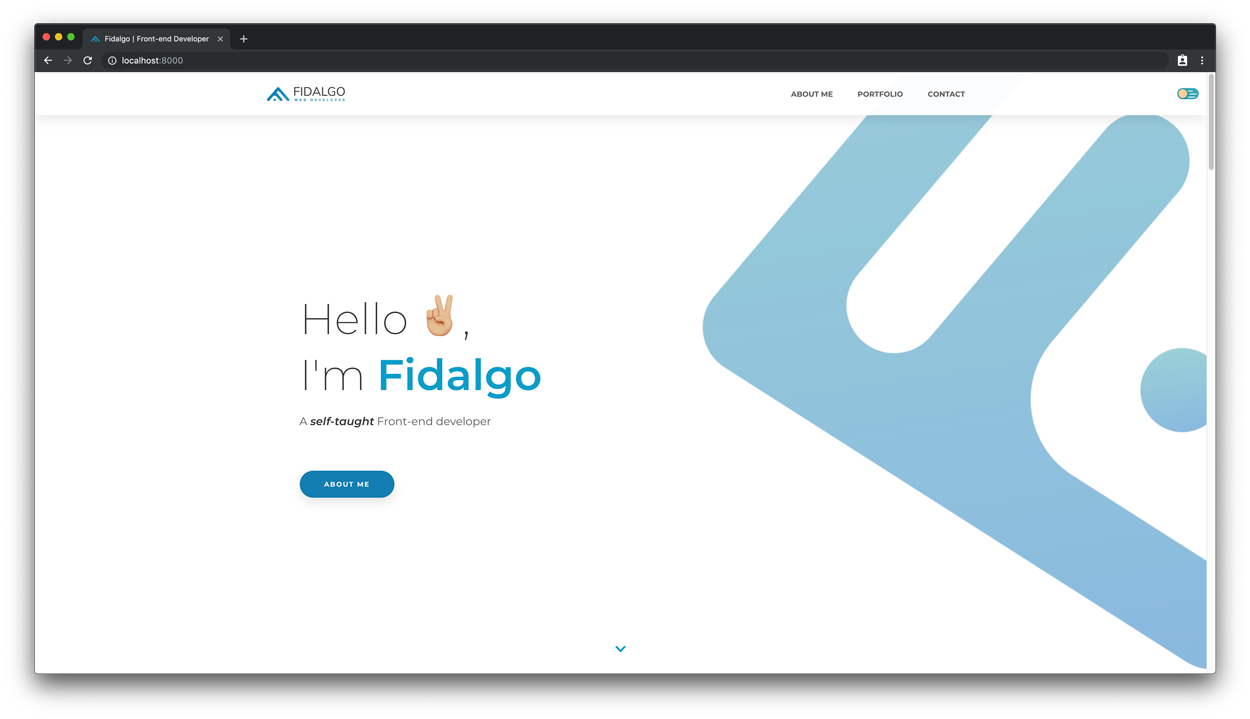 Fidalgo | Front-end Developer
localhost:8000
FIDALGO
WEB DEVELOPER
ABOUT ME
PORTFOLIO
CONTACT
Hello ✌🏼,
I'm Fidalgo
A self-taught Front-end developer
ABOUT ME